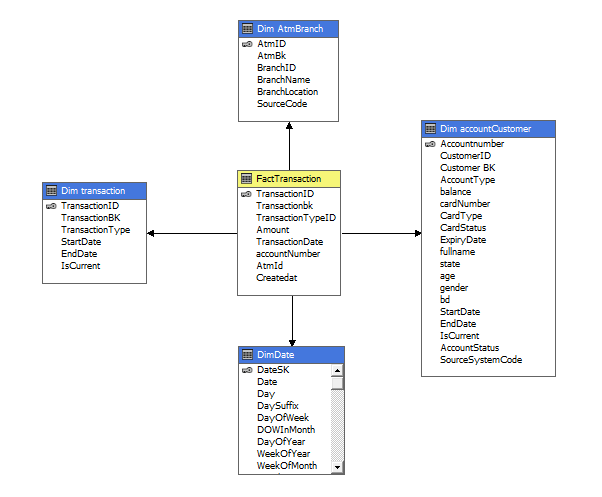 Dim AtmBranch
AtmID
AtmBk
BranchID
BranchName
BranchLocation
SourceCode
Dim accountCustomer
Accountnumber
CustomerID
Customer BK
AccountType
balance
cardNumber
CardType
CardStatus
ExpiryDate
fullname
state
age
gender
bd
StartDate
EndDate
IsCurrent
AccountStatus
SourceSystemCode
FactTransaction
TransactionID
Transactionbk
TransactionTypeID
Amount
TransactionDate
accountNumber
AtmId
Createdat
Dim transaction
TransactionID
TransactionBK
TransactionType
StartDate
EndDate
IsCurrent
DimDate
DateSK
Date
Day
DaySuffix
DayOfWeek
DOWInMonth
DayOfYear
WeekOfYear
WeekOfMonth